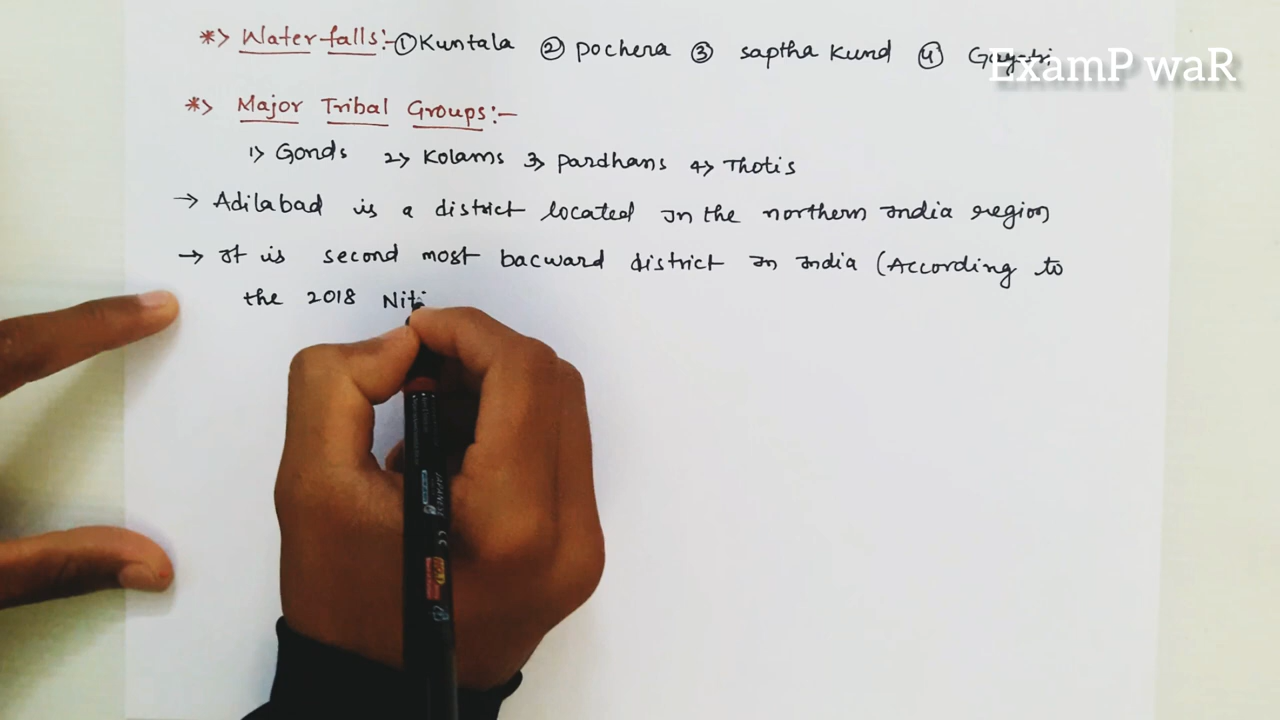 *> Waterfalls:- ① Kuntala ② pochera ③ saptha Kund ④ Gayatri
ExamP waR
*> Major Tribal Groups:-
1> Gonds 2> Kolams 3> pardhans 4> Thotis
→ Adilabad is a district located In the northern India region
→ It is second most bacward district In India (According to
the 2018 Niti